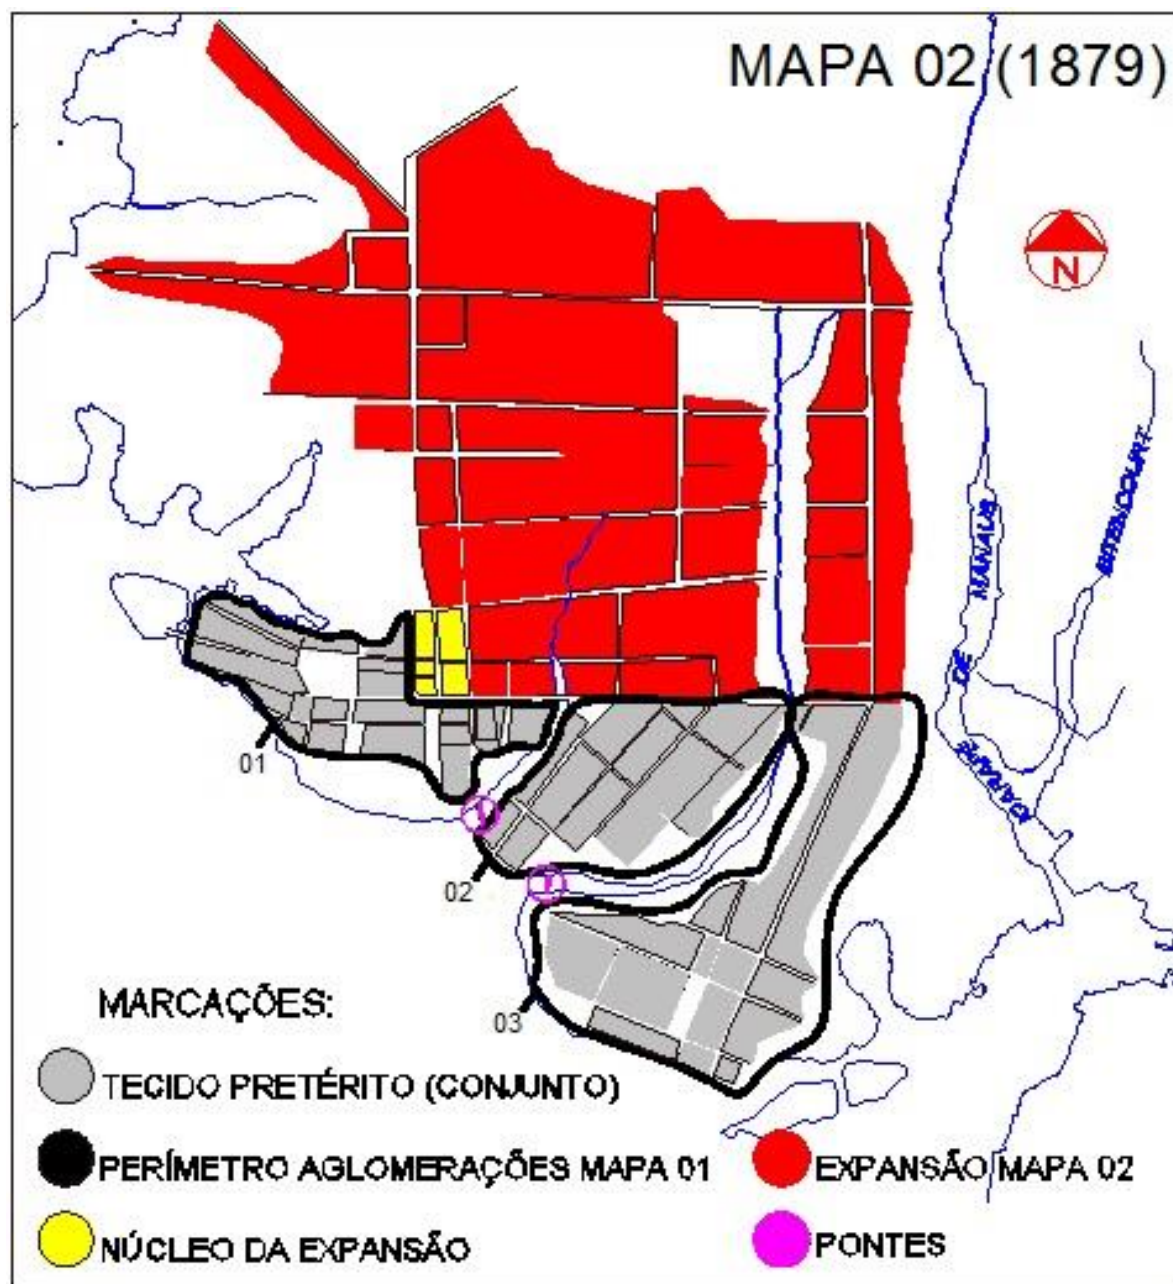 MAPA 02 (1879)
N
BITENCOURT
MANAUS
DE
IGARAPÉ
01
02
03
MARCAÇÕES:
TECIDO PRETÉRITO (CONJUNTO)
PERÍMETRO AGLOMERAÇÕES MAPA 01
EXPANSÃO MAPA 02
NÚCLEO DA EXPANSÃO
PONTES